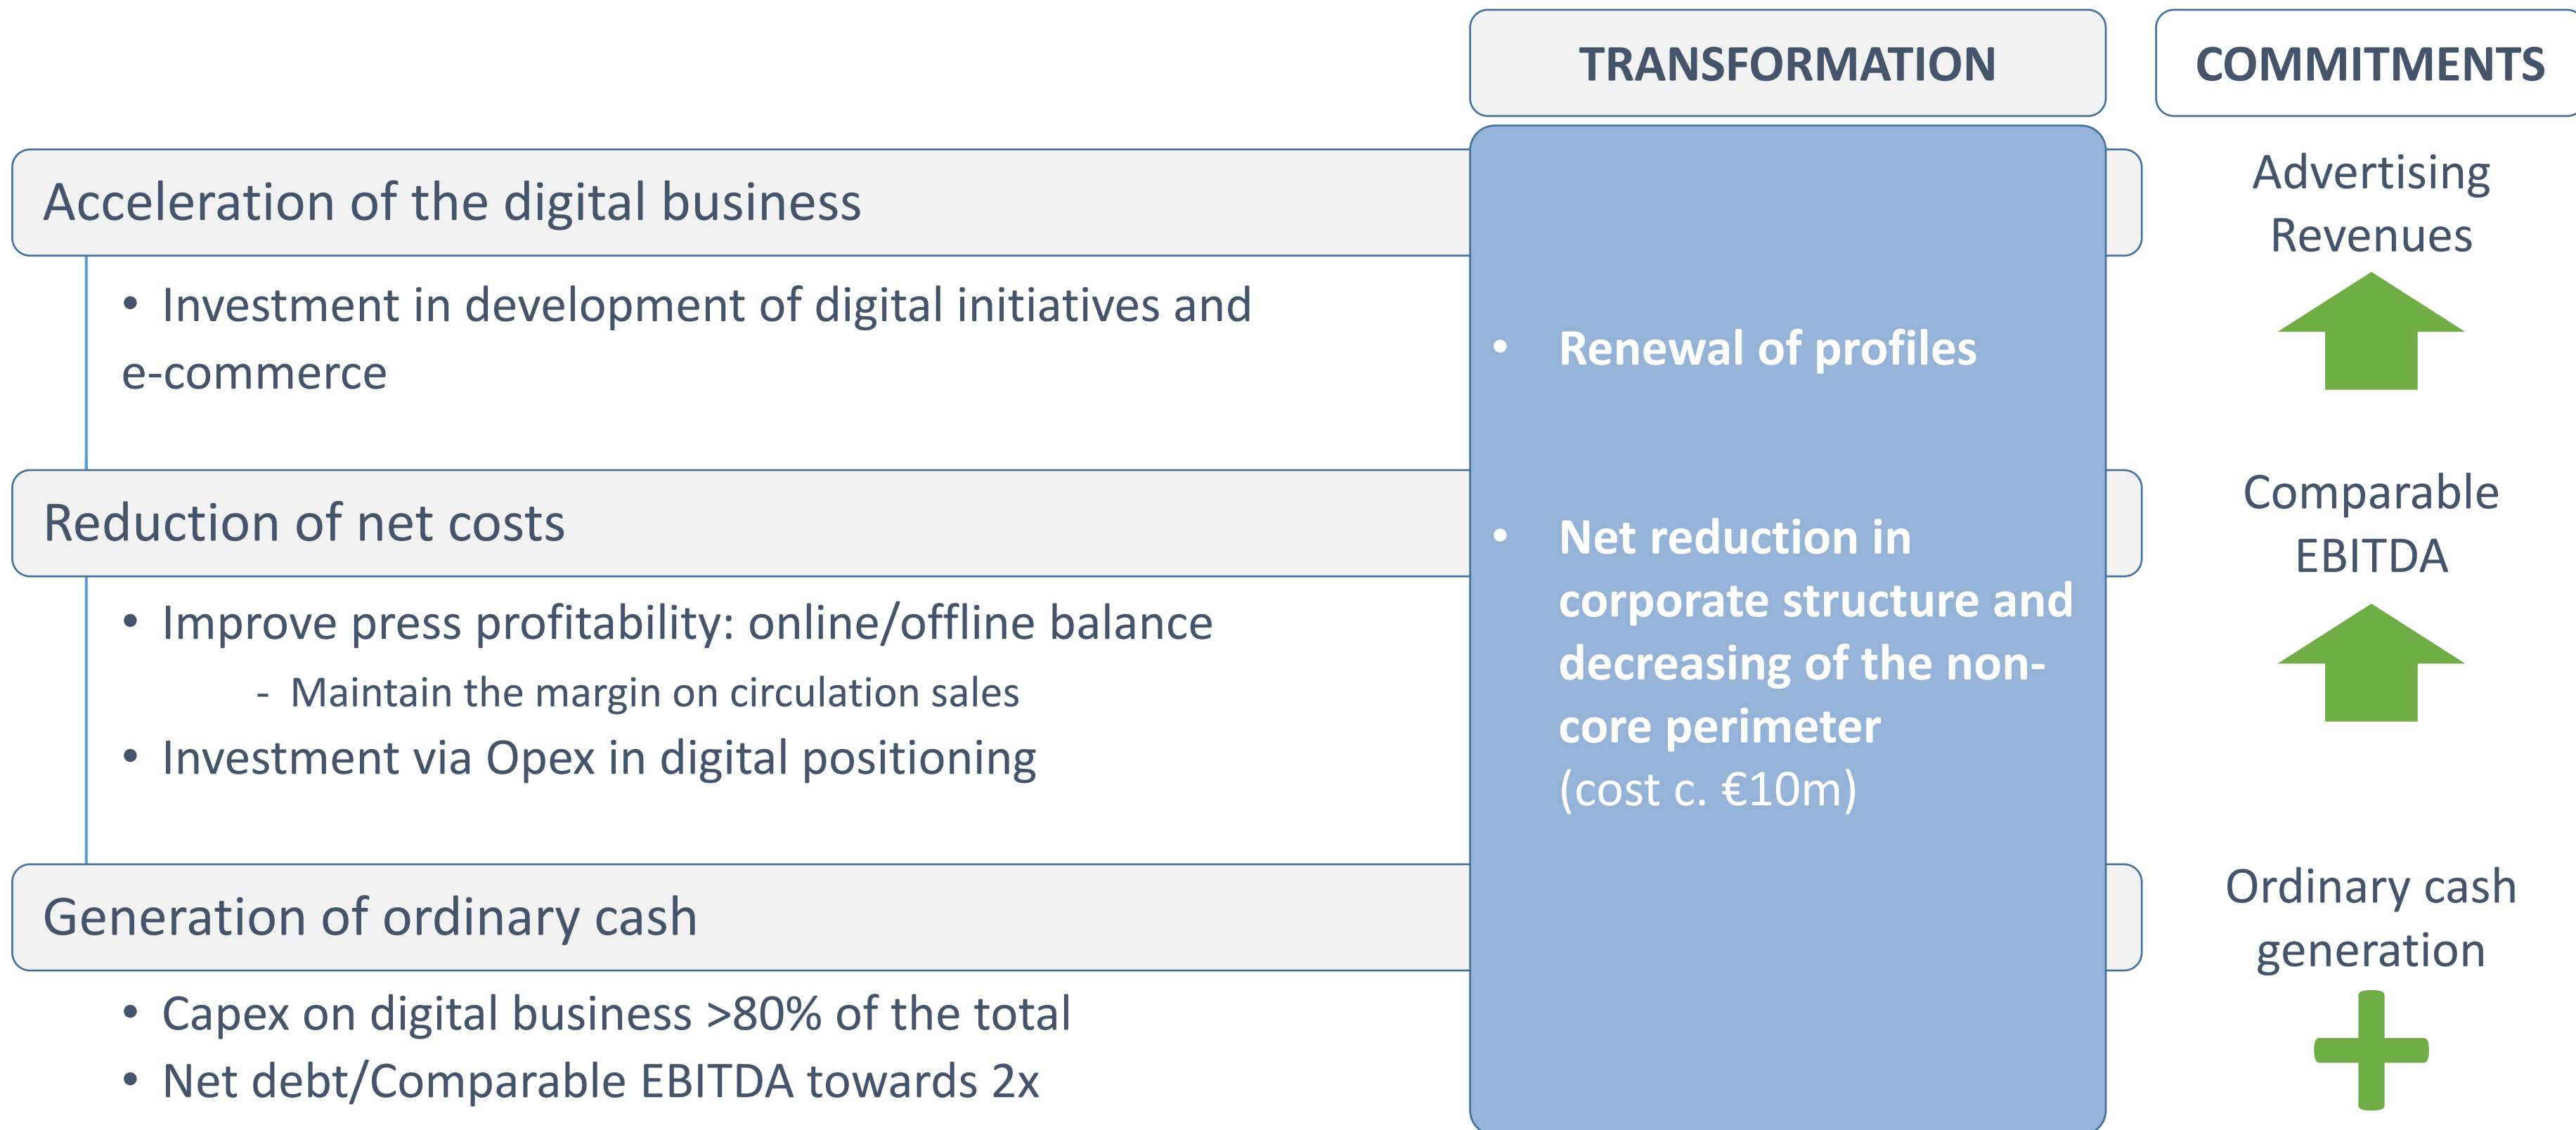 TRANSFORMATION
COMMITMENTS
Acceleration of the digital business
• Investment in development of digital initiatives and
e-commerce
Reduction of net costs
• Improve press profitability: online/offline balance
- Maintain the margin on circulation sales
• Investment via Opex in digital positioning
Generation of ordinary cash
• Capex on digital business >80% of the total
• Net debt/Comparable EBITDA towards 2x
• Renewal of profiles
• Net reduction in
corporate structure and
decreasing of the non-
core perimeter
(cost c. €10m)
Advertising
Revenues
Comparable
EBITDA
Ordinary cash
generation